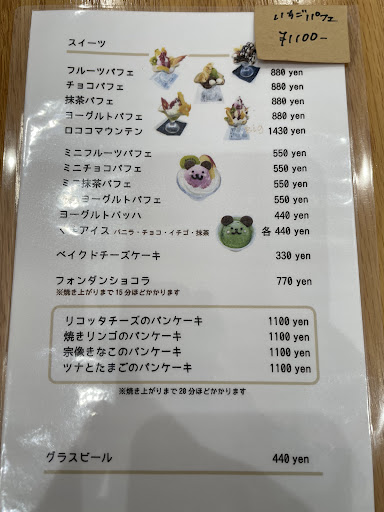 いちごパフェ
¥1100-
スイーツ
フルーツパフェ 880 yen
チョコパフェ 880 yen
抹茶パフェ 880 yen
ヨーグルトパフェ 880 yen
ロココマウンテン 1430 yen
ミニフルーツパフェ 550 yen
ミニチョコパフェ 550 yen
ミニ抹茶パフェ 550 yen
ヨーグルトパフェ 550 yen
ヨーグルトバッハ 440 yen
アイス バニラ・チョコ・イチゴ・抹茶 各 440 yen
ベイクドチーズケーキ 330 yen
フォンダンショコラ 770 yen
※焼き上がりまで 15 分ほどかかります
リコッタチーズのパンケーキ 1100 yen
焼きリンゴのパンケーキ 1100 yen
宗像きなこのパンケーキ 1100 yen
ツナとたまごのパンケーキ 1100 yen
※焼き上がりまで 20 分ほどかかります
グラスビール 440 yen